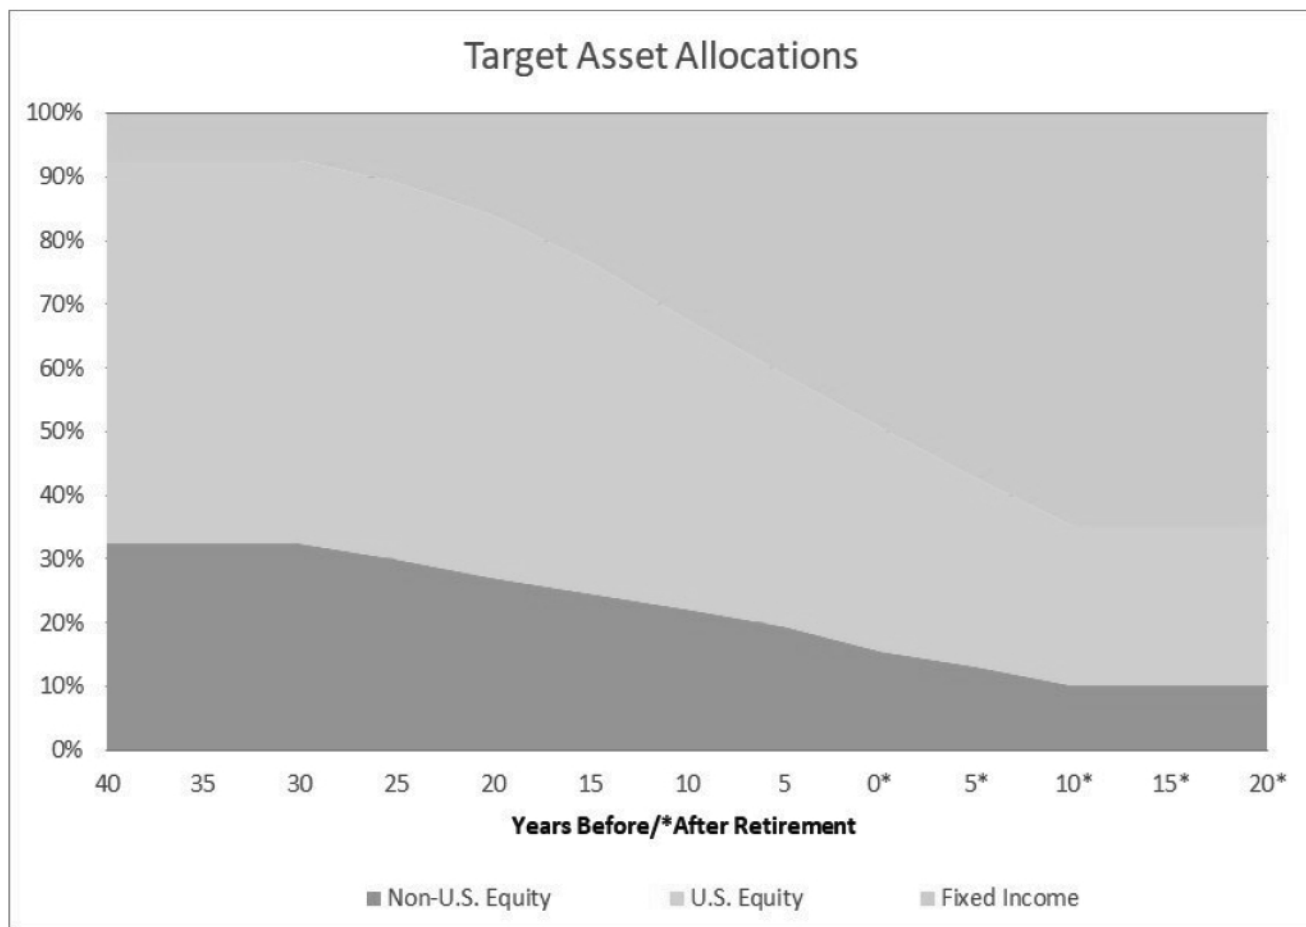 Target Asset Allocations
100%
90%
80%
70%
60%
50%
40%
30%
20%
10%
0%
40 35 30 25 20 15 10 5 0* 5* 10* 15* 20*
Years Before/*After Retirement
Non-U.S. Equity U.S. Equity Fixed Income